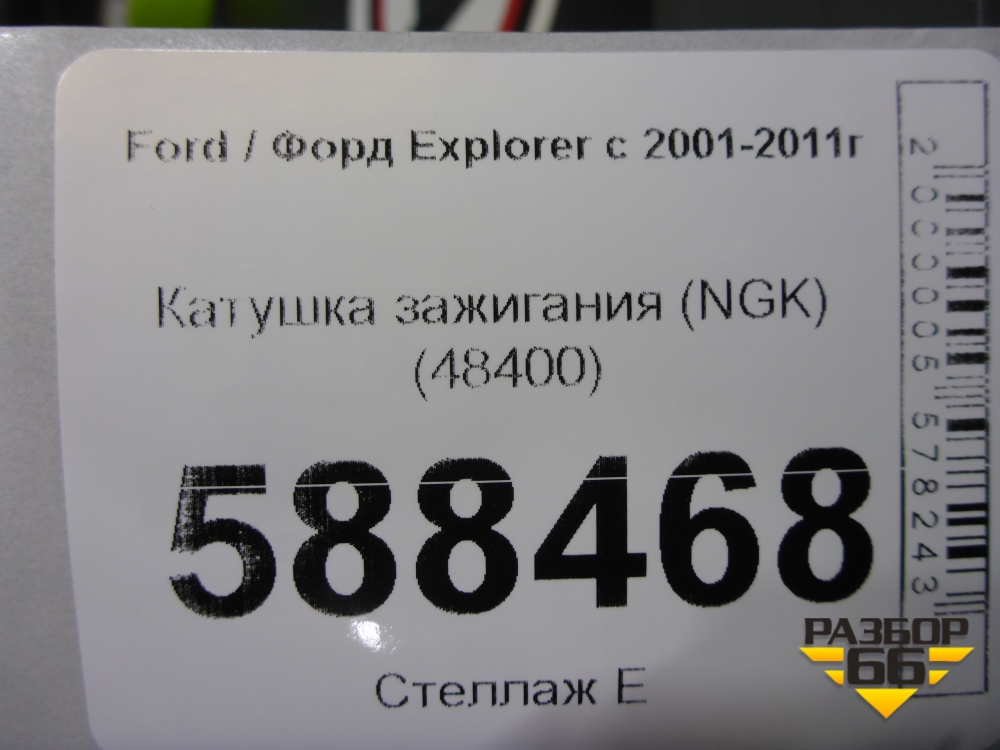 Ford / Форд Explorer с 2001-2011г
Катушка зажигания (NGK)
(48400)
588468
Стеллаж Е
2000005578243
РАЗБОР
66